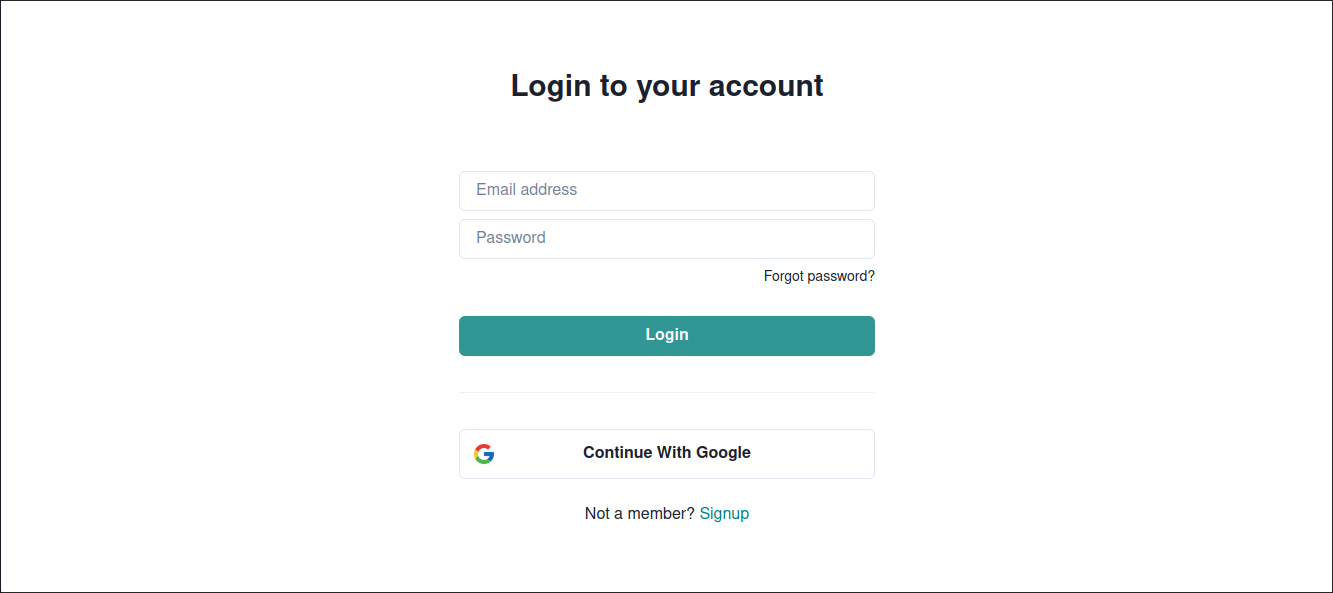 Login to your account
Email address
Password
Forgot password?
Login
Continue With Google
Not a member? Signup